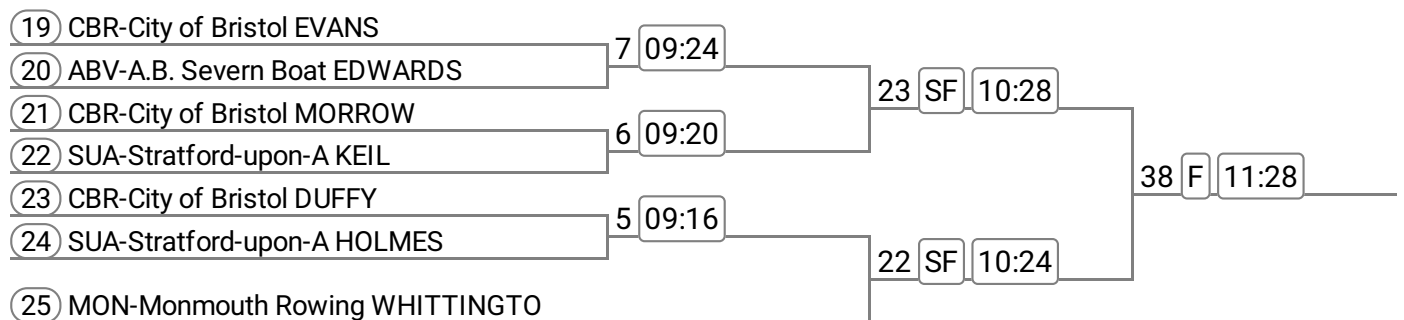 19 CBR-City of Bristol EVANS
7 09:24
20 ABV-A.B. Severn Boat EDWARDS
23 SF 10:28
21 CBR-City of Bristol MORROW
6 09:20
22 SUA-Stratford-upon-A KEIL
38 F 11:28
23 CBR-City of Bristol DUFFY
5 09:16
24 SUA-Stratford-upon-A HOLMES
22 SF 10:24
25 MON-Monmouth Rowing WHITTINGTO